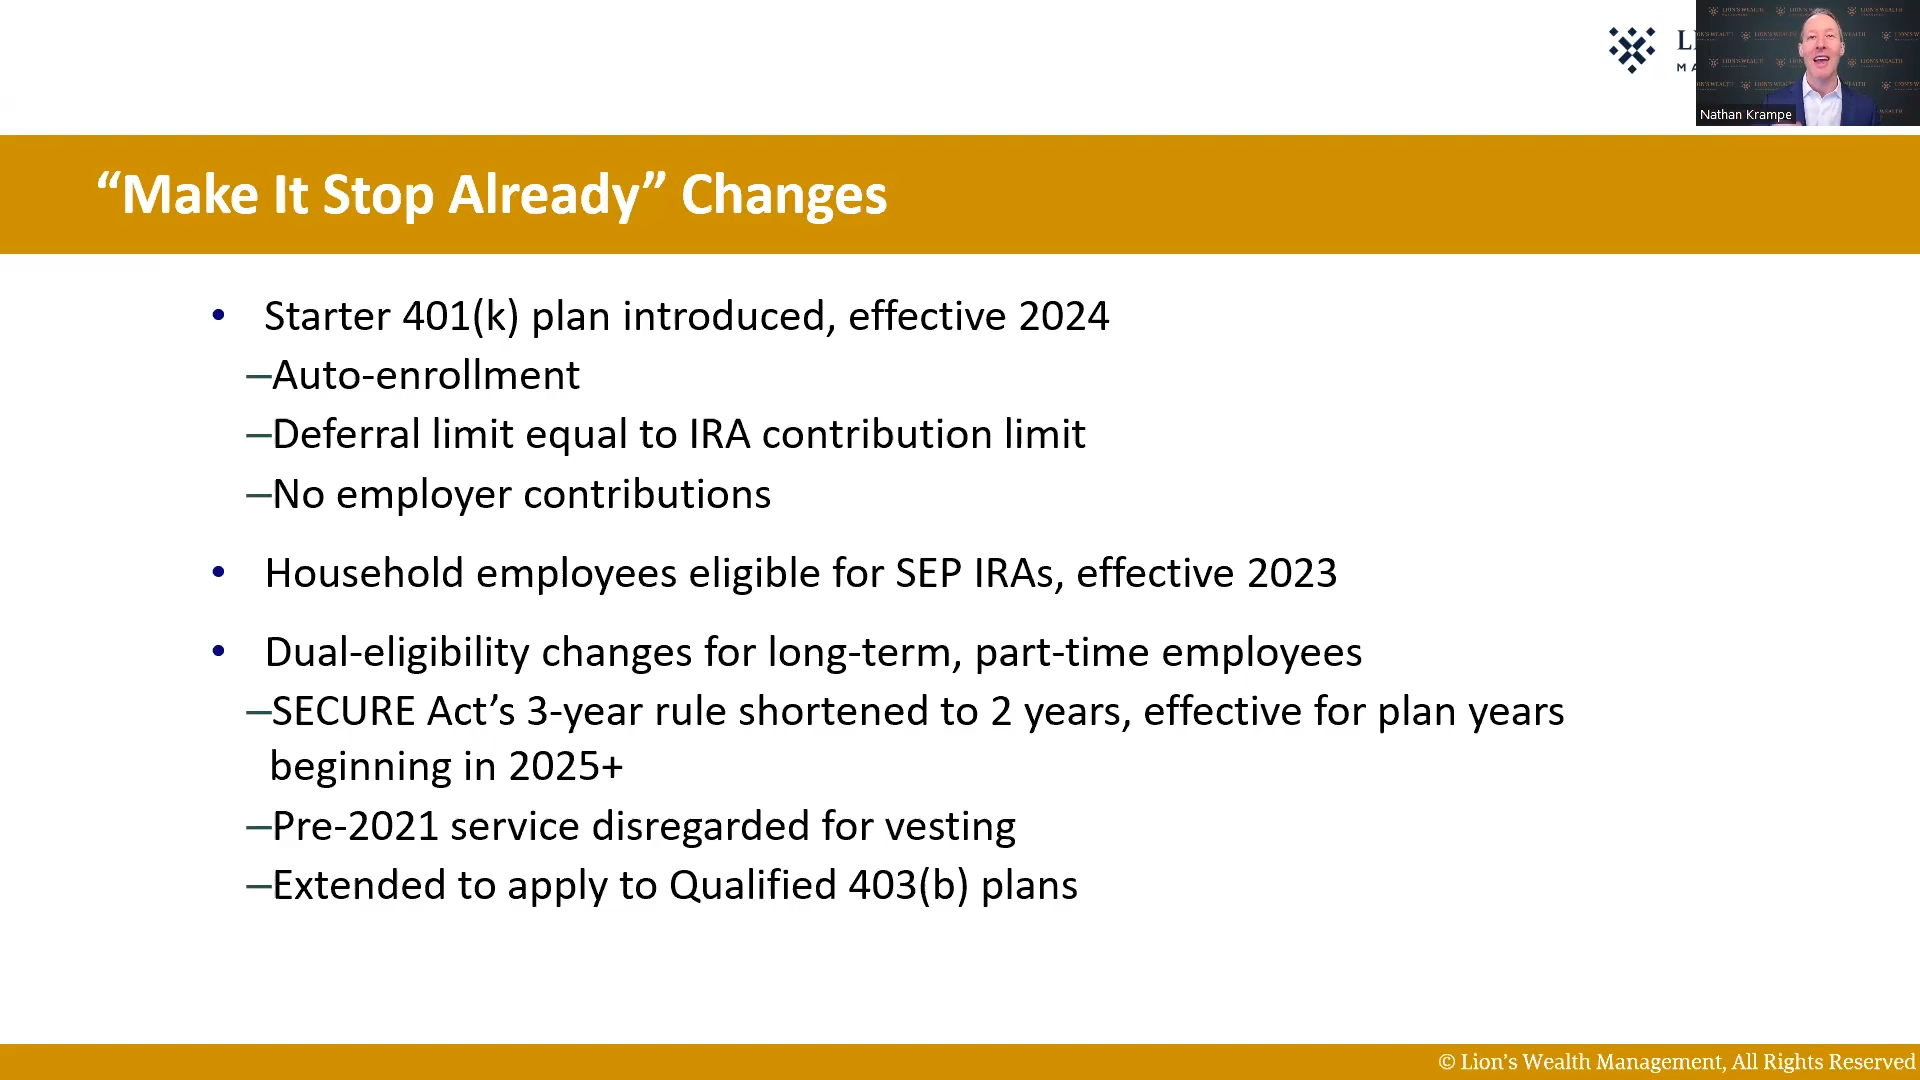 Nathan Krampe
“Make It Stop Already” Changes
• Starter 401(k) plan introduced, effective 2024
–Auto-enrollment
–Deferral limit equal to IRA contribution limit
–No employer contributions
• Household employees eligible for SEP IRAs, effective 2023
• Dual-eligibility changes for long-term, part-time employees
–SECURE Act’s 3-year rule shortened to 2 years, effective for plan years
beginning in 2025+
–Pre-2021 service disregarded for vesting
–Extended to apply to Qualified 403(b) plans
© Lion’s Wealth Management, All Rights Reserved